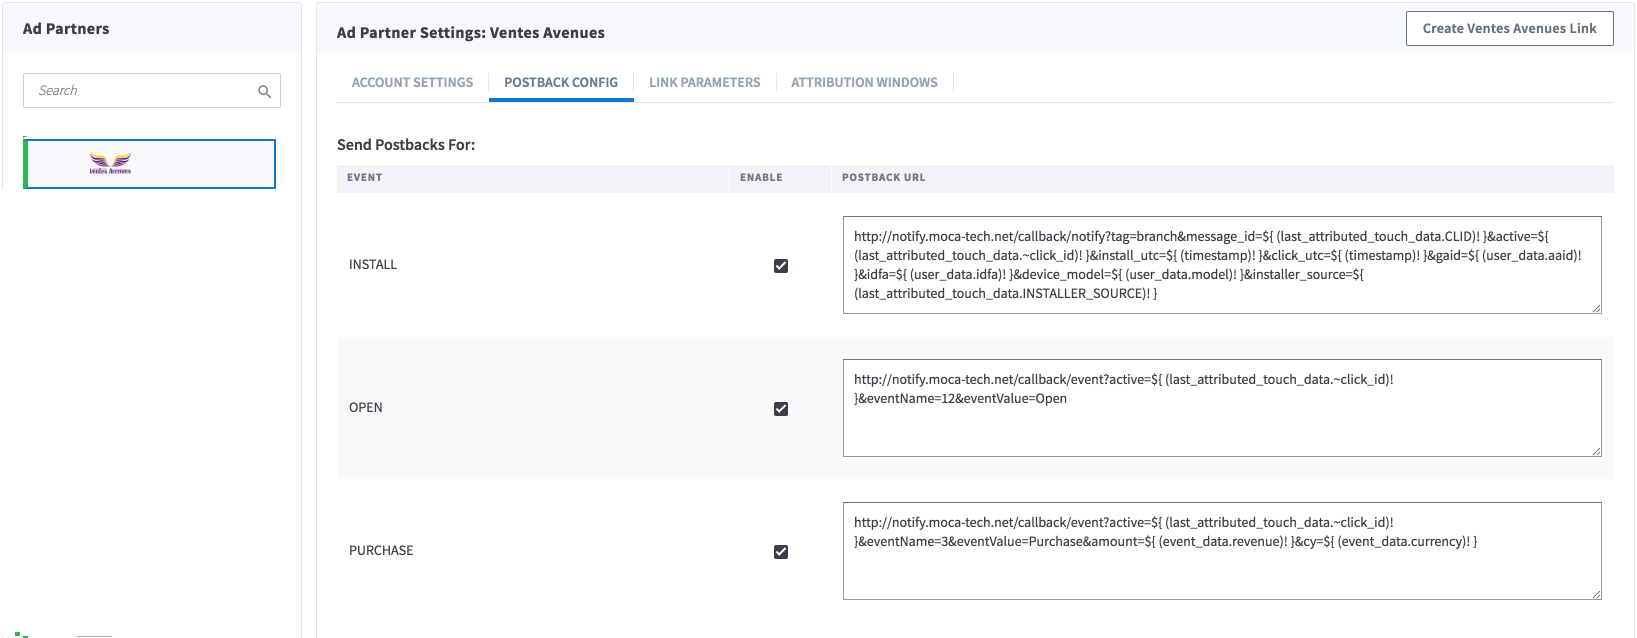 Ad Partners
Search
Ventes Avenues
Ad Partner Settings: Ventes Avenues
Create Ventes Avenues Link
ACCOUNT SETTINGS
POSTBACK CONFIG
LINK PARAMETERS
ATTRIBUTION WINDOWS
Send Postbacks For:
EVENT
ENABLE
POSTBACK URL
INSTALL
http://notify.moca-tech.net/callback/notify?tag=branch&message_id=${ (last_attributed_touch_data.CLID)! }&active=${
(last_attributed_touch_data.~click_id)! }&install_utc=${ (timestamp)! }&click_utc=${ (timestamp)! }&gaid=${ (user_data.aaid)!
}&idfa=${ (user_data.idfa)! }&device_model=${ (user_data.model)! }&installer_source=${
(last_attributed_touch_data.INSTALLER_SOURCE)! }
OPEN
http://notify.moca-tech.net/callback/event?active=${ (last_attributed_touch_data.~click_id)!
}&eventName=12&eventValue=Open
PURCHASE
http://notify.moca-tech.net/callback/event?active=${ (last_attributed_touch_data.~click_id)!
}&eventName=3&eventValue=Purchase&amount=${ (event_data.revenue)! }&cy=${ (event_data.currency)! }